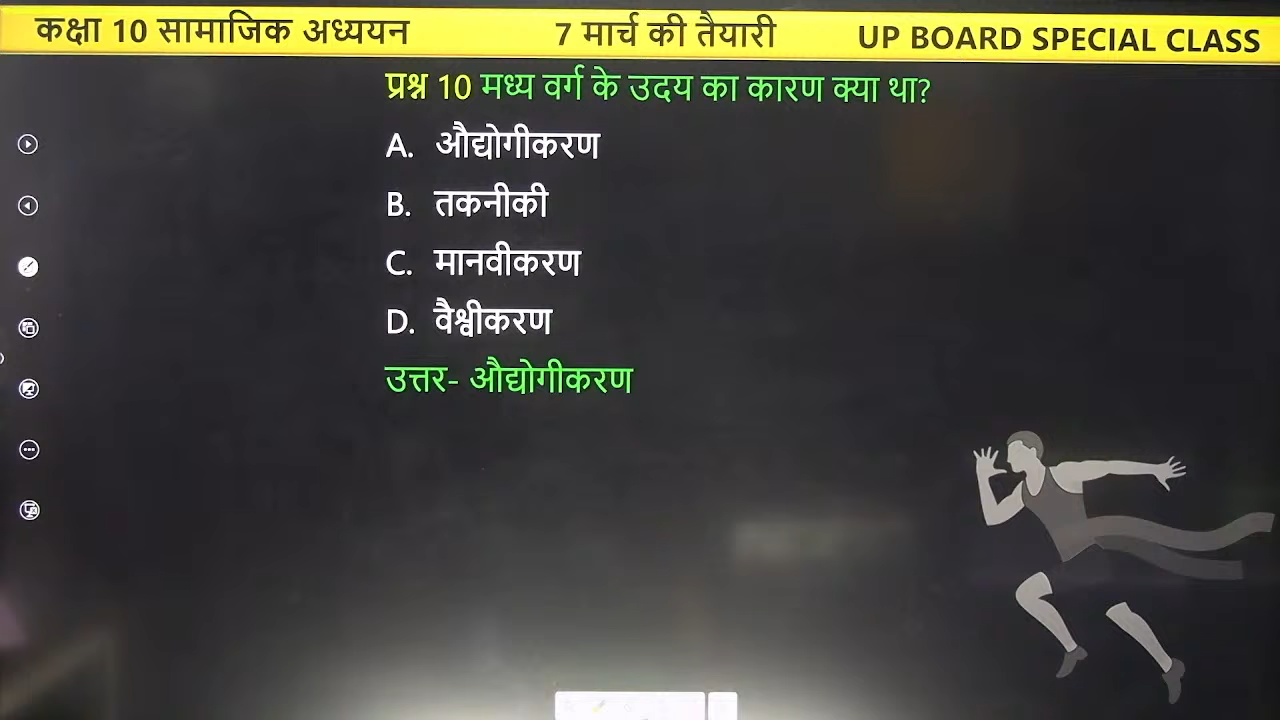 कक्षा 10 सामाजिक अध्ययन 7 मार्च की तैयारी UP BOARD SPECIAL CLASS
प्रश्न 10 मध्य वर्ग के उदय का कारण क्या था?
A. औद्योगीकरण
B. तकनीकी
C. मानवीकरण
D. वैश्वीकरण
उत्तर- औद्योगीकरण